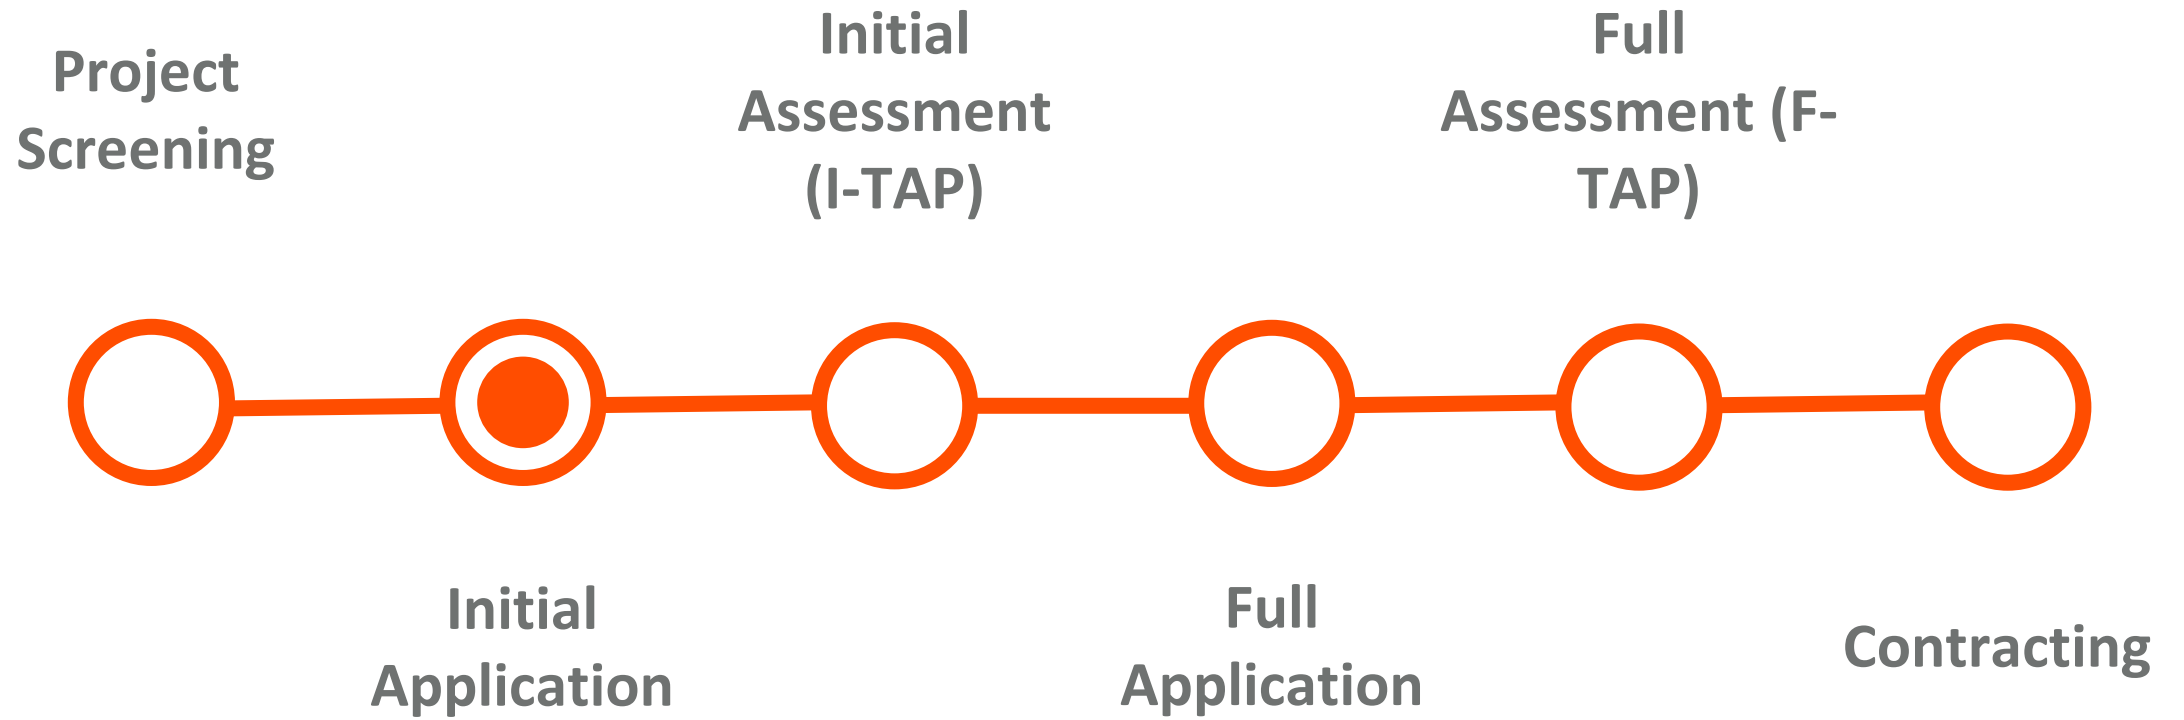 Project
Screening
Initial
Application
Initial
Assessment
(I-TAP)
Full
Application
Full
Assessment (F-
TAP)
Contracting